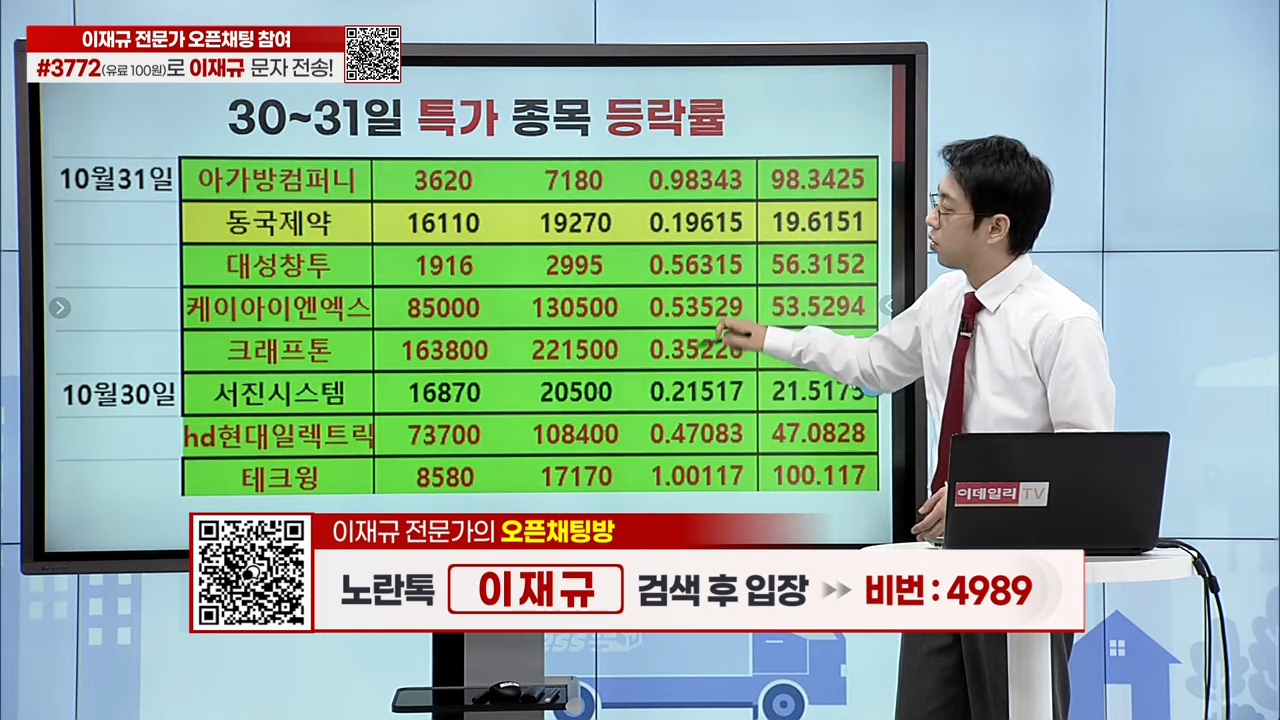 이재규 전문가 오픈채팅 참여
#3772(유료 100원)로 이재규 문자 전송!
30~31일 특가 종목 등락률
10월31일 아가방컴퍼니 3620 7180 0.98343 98.3425
동국제약 16110 19270 0.19615 19.6151
대성창투 1916 2995 0.56315 56.3152
케이아이엔엑스 85000 130500 0.53529 53.5294
크래프톤 163800 221500 0.35226
10월30일 서진시스템 16870 20500 0.21517 21.5175
hd현대일렉트릭 73700 108400 0.47083 47.0828
테크윙 8580 17170 1.00117 100.117
이데일리TV
이재규 전문가의 오픈채팅방
노란톡 이재규 검색 후 입장 비번 : 4989